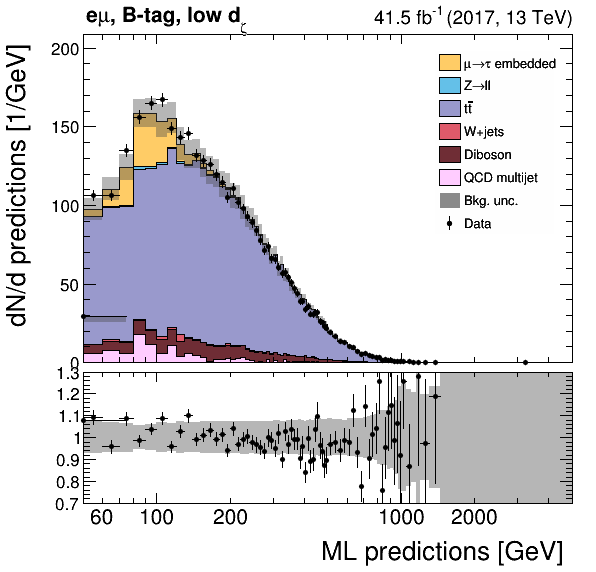 eμ, B-tag, low dζ 41.5 fb⁻¹ (2017, 13 TeV)
dN/d predictions [1/GeV]
200
150
100
50
0
μ→τ embedded
Z→ll
tt̅
W+jets
Diboson
QCD multijet
Bkg. unc.
Data
1.3
1.2
1.1
1
0.9
0.8
0.7
60 100 200 1000 2000
ML predictions [GeV]